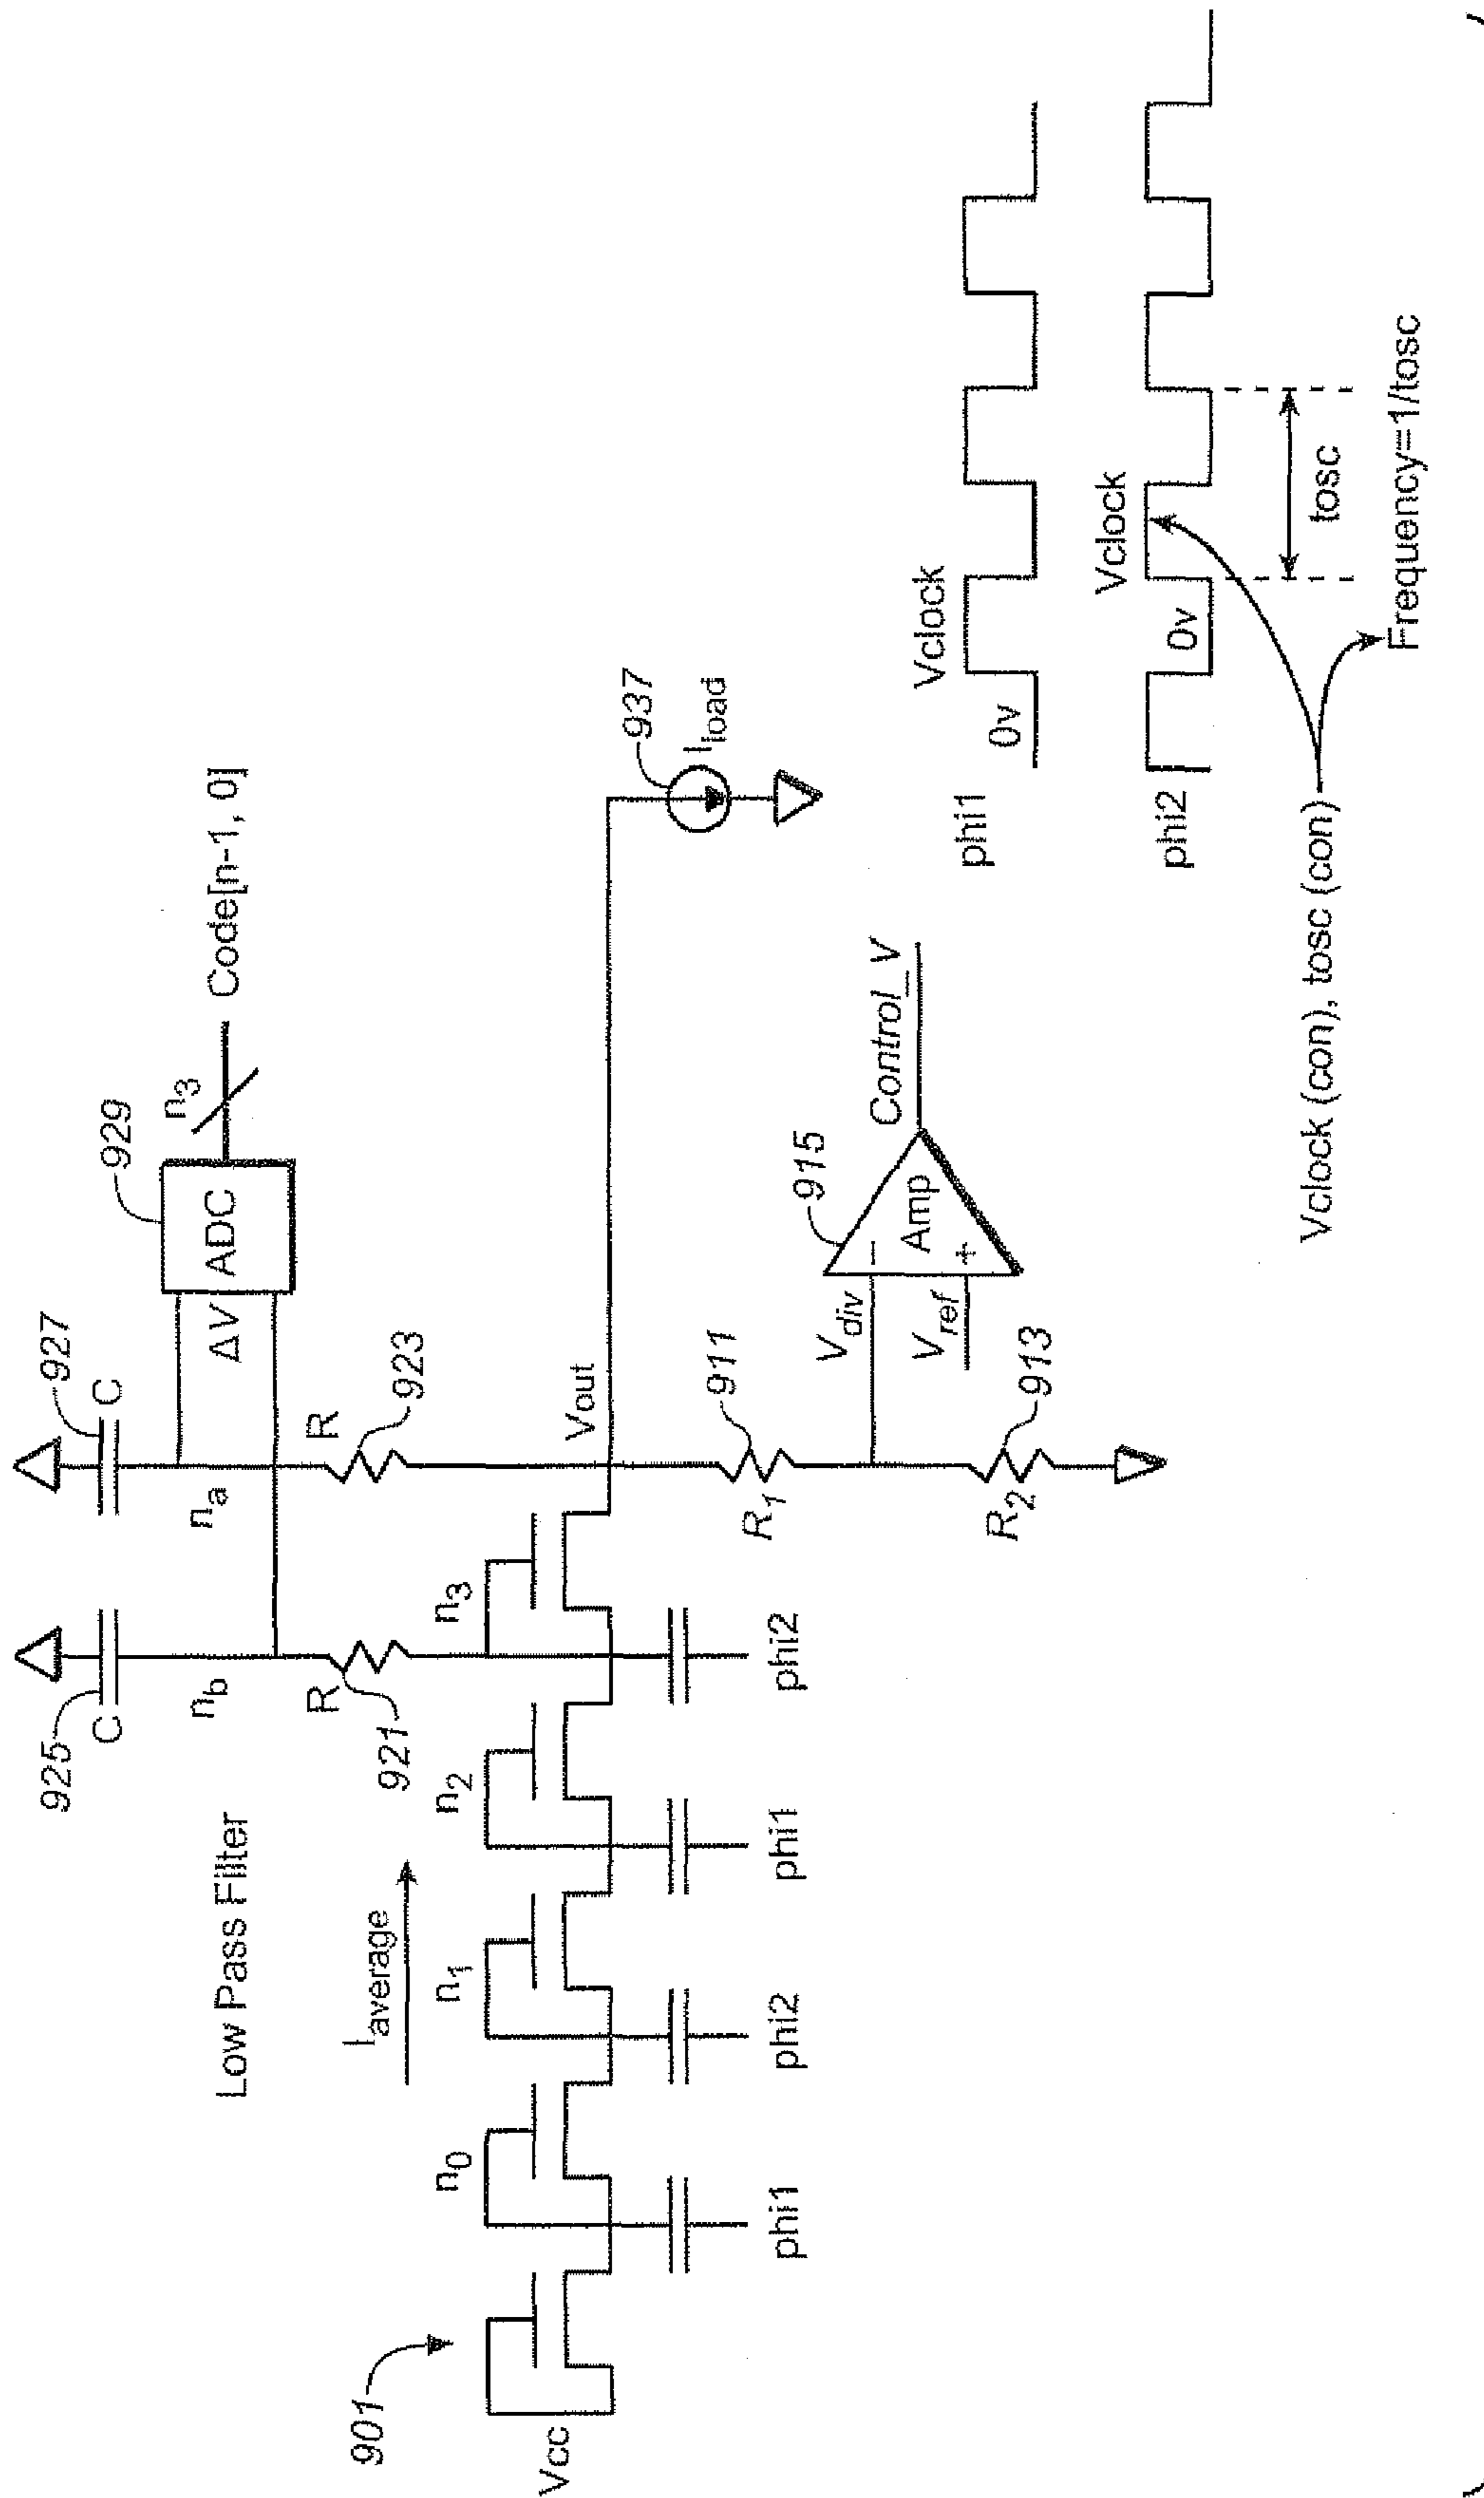 925
C
927
C
929
n3
Code[n-1, 0]
ADC
ΔV
nb
na
Low Pass Filter
R
921
R
923
901
Iaverage
n0
n1
n2
n3
Vcc
Vout
937
Iload
phi1
phi2
phi1
phi2
R1
911
Vdiv
Vref
915
Amp
-
+
Control_V
R2
913
phi1
0v
Vclock
phi2
0v
Vclock
tosc
Vclock (con), tosc (con)
Frequency=1/tosc